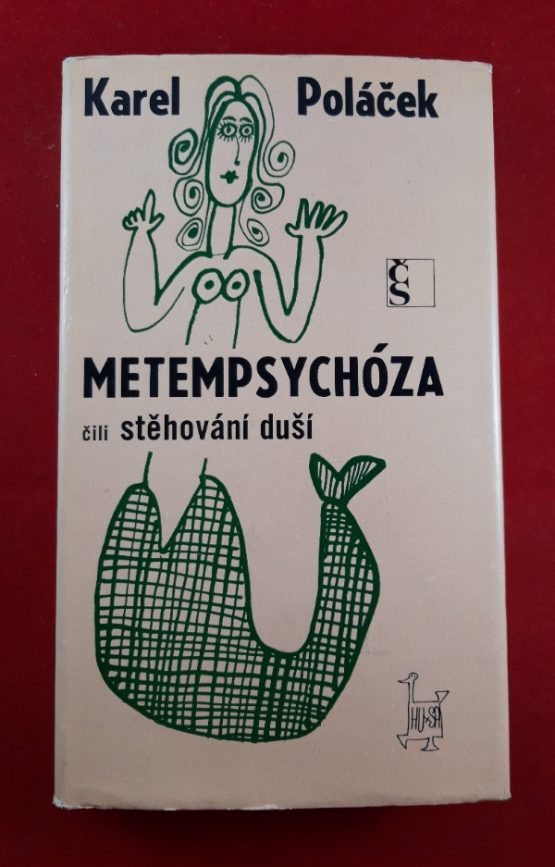 Karel Poláček
ČS
METEMPSYCHÓZA
čili stěhování duší
HUSA